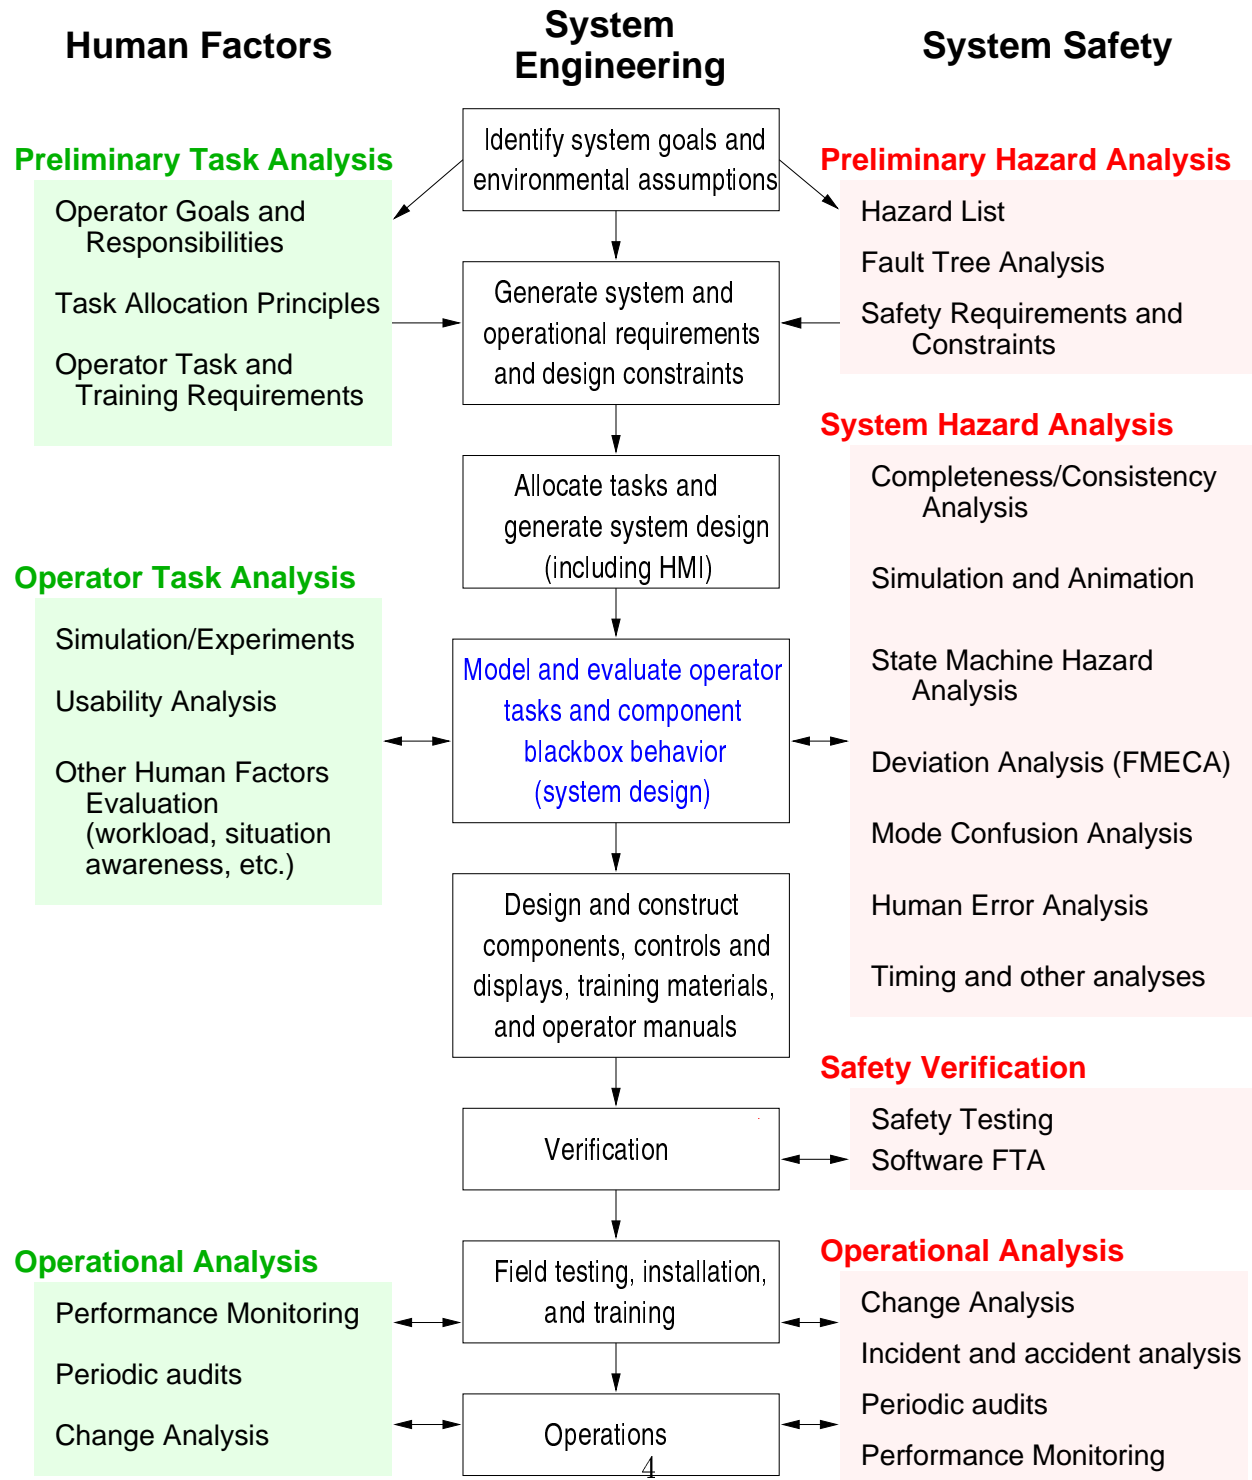 Human Factors
System
Engineering
System Safety
Preliminary Task Analysis
Operator Goals and
Responsibilities
Task Allocation Principles
Operator Task and
Training Requirements
Operator Task Analysis
Simulation/Experiments
Usability Analysis
Other Human Factors
Evaluation
(workload, situation
awareness, etc.)
Operational Analysis
Performance Monitoring
Periodic audits
Change Analysis
Identify system goals and
environmental assumptions
Generate system and
operational requirements
and design constraints
Allocate tasks and
generate system design
(including HMI)
Model and evaluate operator
tasks and component
blackbox behavior
(system design)
Design and construct
components, controls and
displays, training materials,
and operator manuals
Verification
Field testing, installation,
and training
Operations
4
Preliminary Hazard Analysis
Hazard List
Fault Tree Analysis
Safety Requirements and
Constraints
System Hazard Analysis
Completeness/Consistency
Analysis
Simulation and Animation
State Machine Hazard
Analysis
Deviation Analysis (FMECA)
Mode Confusion Analysis
Human Error Analysis
Timing and other analyses
Safety Verification
Safety Testing
Software FTA
Operational Analysis
Change Analysis
Incident and accident analysis
Periodic audits
Performance Monitoring